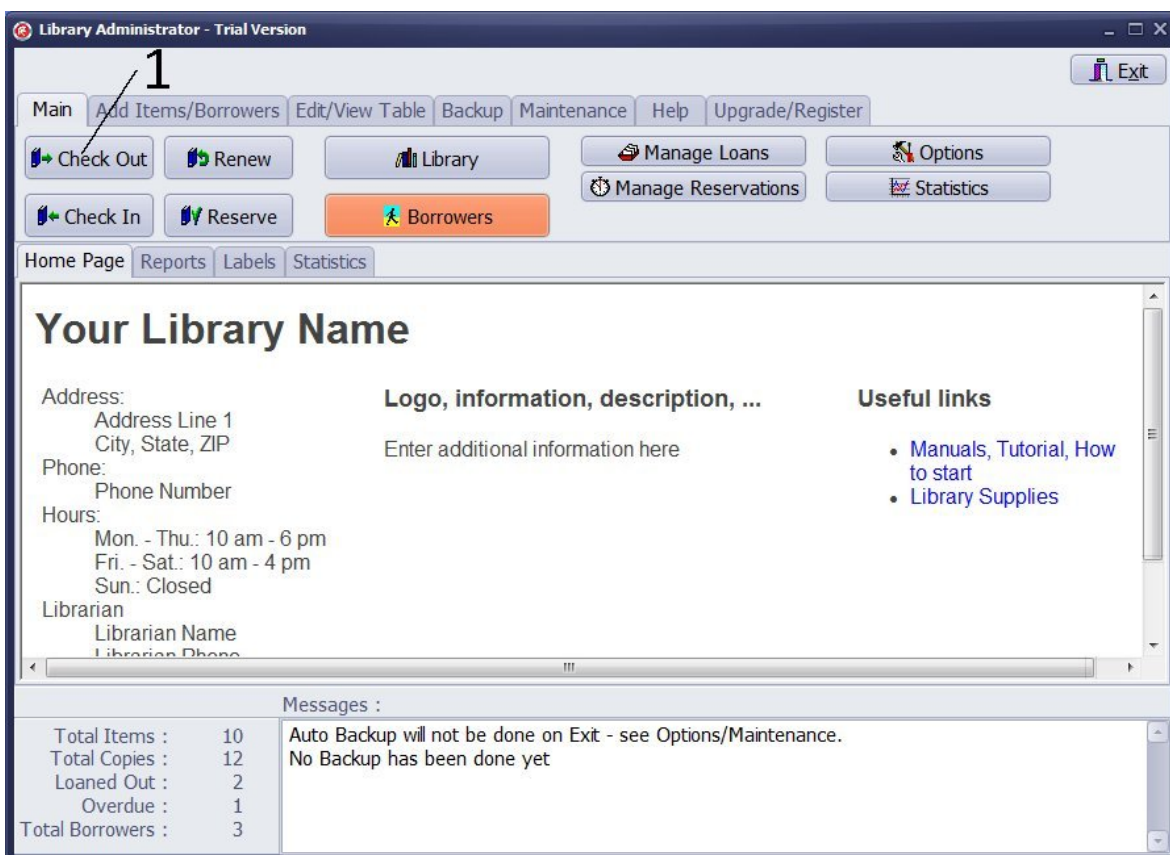 Library Administrator - Trial Version
1
Exit
Main Add Items/Borrowers Edit/View Table Backup Maintenance Help Upgrade/Register
Check Out Renew Library Manage Loans Options
Manage Reservations Statistics
Check In Reserve Borrowers
Home Page Reports Labels Statistics
Your Library Name
Address:
Address Line 1
City, State, ZIP
Phone:
Phone Number
Hours:
Mon. - Thu.: 10 am - 6 pm
Fri. - Sat.: 10 am - 4 pm
Sun.: Closed
Librarian
Librarian Name
Librarian Phone
Logo, information, description, ...
Enter additional information here
Useful links
Manuals, Tutorial, How
to start
Library Supplies
Messages :
Total Items : 10
Total Copies : 12
Loaned Out : 2
Overdue : 1
Total Borrowers : 3
Auto Backup will not be done on Exit - see Options/Maintenance.
No Backup has been done yet